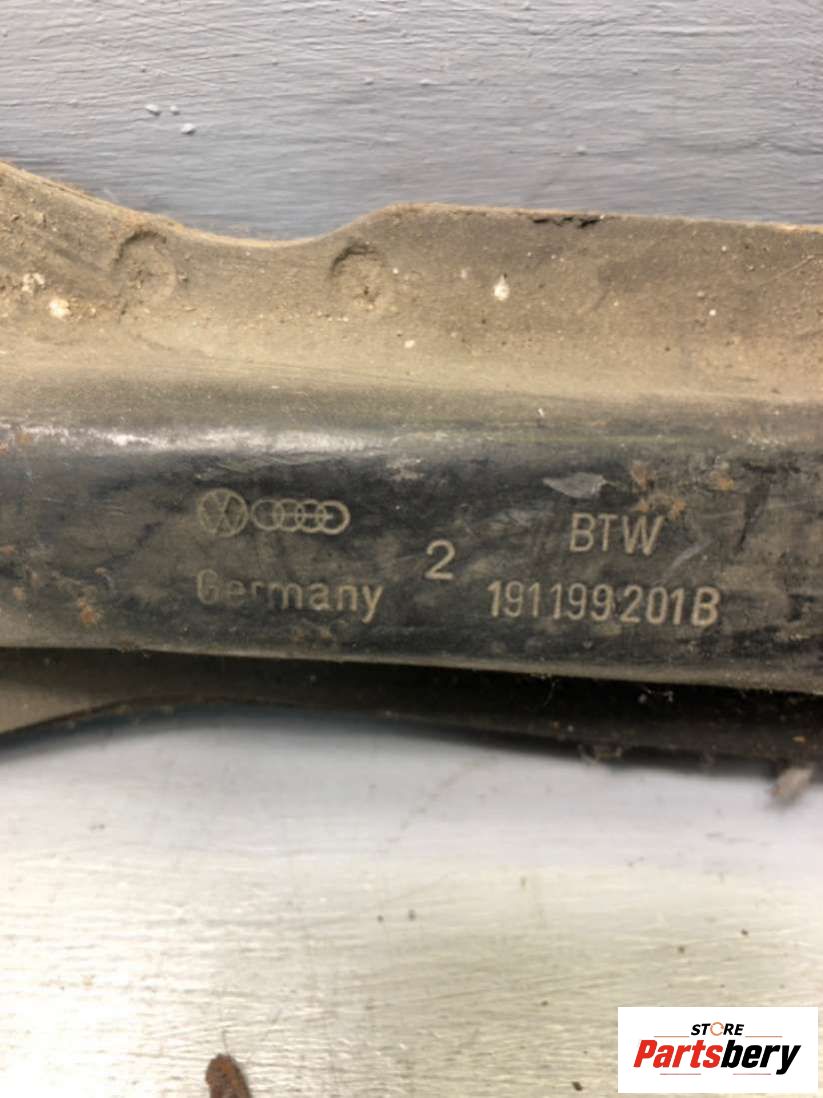 2
BTW
Germany
191199201B
STORE
Partsbery